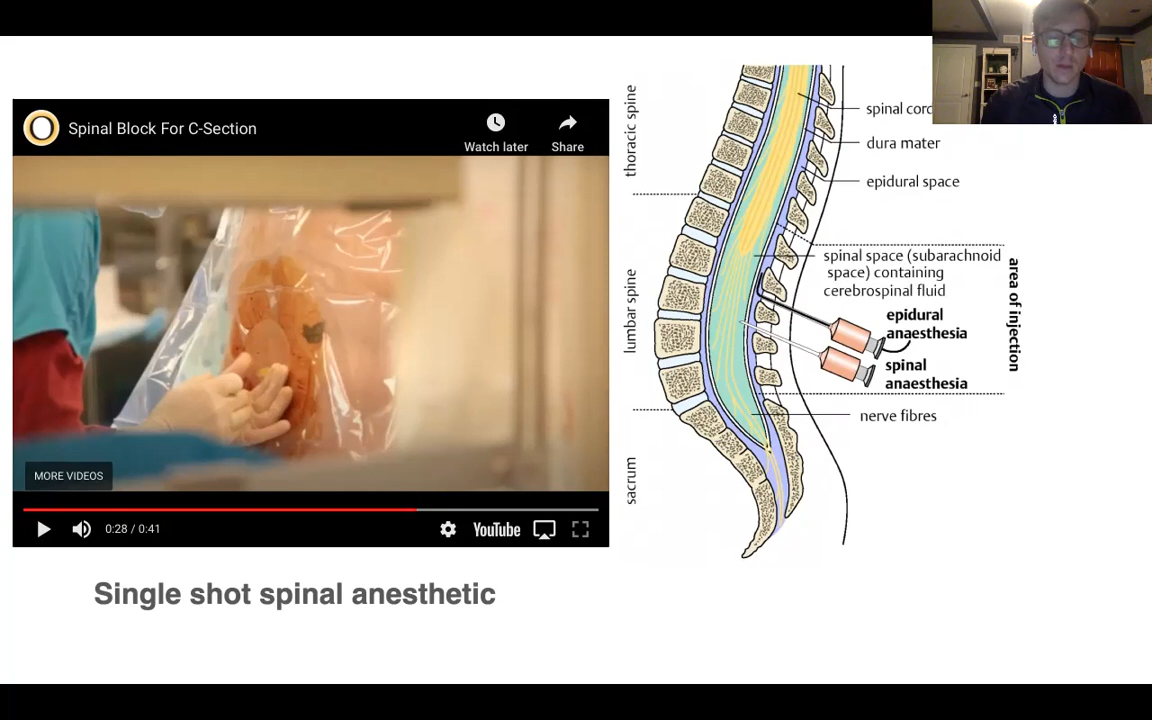 Spinal Block For C-Section
Watch later
Share
MORE VIDEOS
0:28 / 0:41
YouTube
Single shot spinal anesthetic
thoracic spine
lumbar spine
sacrum
spinal cord
dura mater
epidural space
spinal space (subarachnoid
space) containing
cerebrospinal fluid
epidural
anaesthesia
spinal
anaesthesia
nerve fibres
area of injection